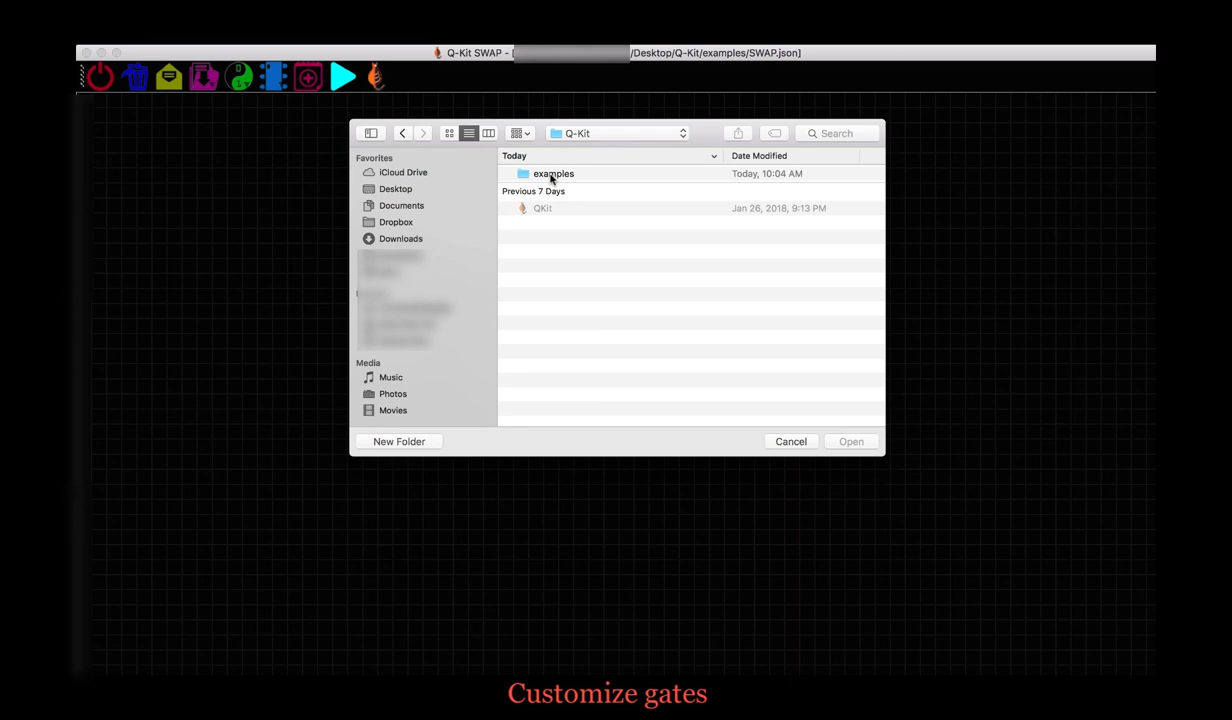 Q-Kit SWAP - [ /Desktop/Q-Kit/examples/SWAP.json]
Q-Kit
Search
Favorites
iCloud Drive
Desktop
Documents
Dropbox
Downloads
Media
Music
Photos
Movies
Today
Date Modified
examples
Today, 10:04 AM
Previous 7 Days
QKit
Jan 26, 2018, 9:13 PM
New Folder
Cancel
Open
Customize gates